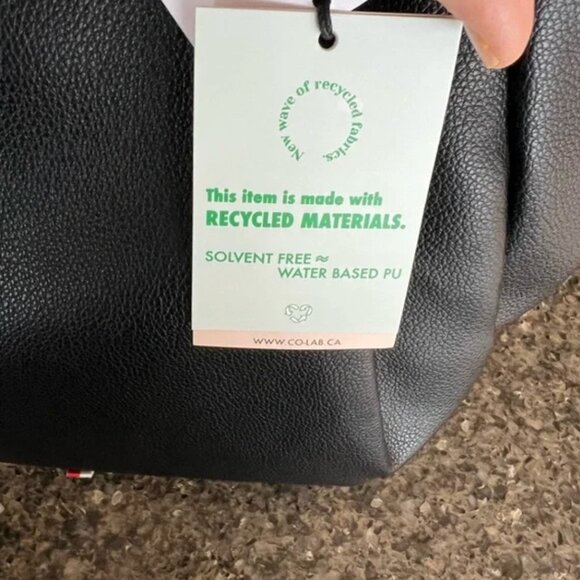 New wave of recycled fabrics.
This item is made with
RECYCLED MATERIALS.
SOLVENT FREE ≈
WATER BASED PU
WWW.CO-LAB.CA